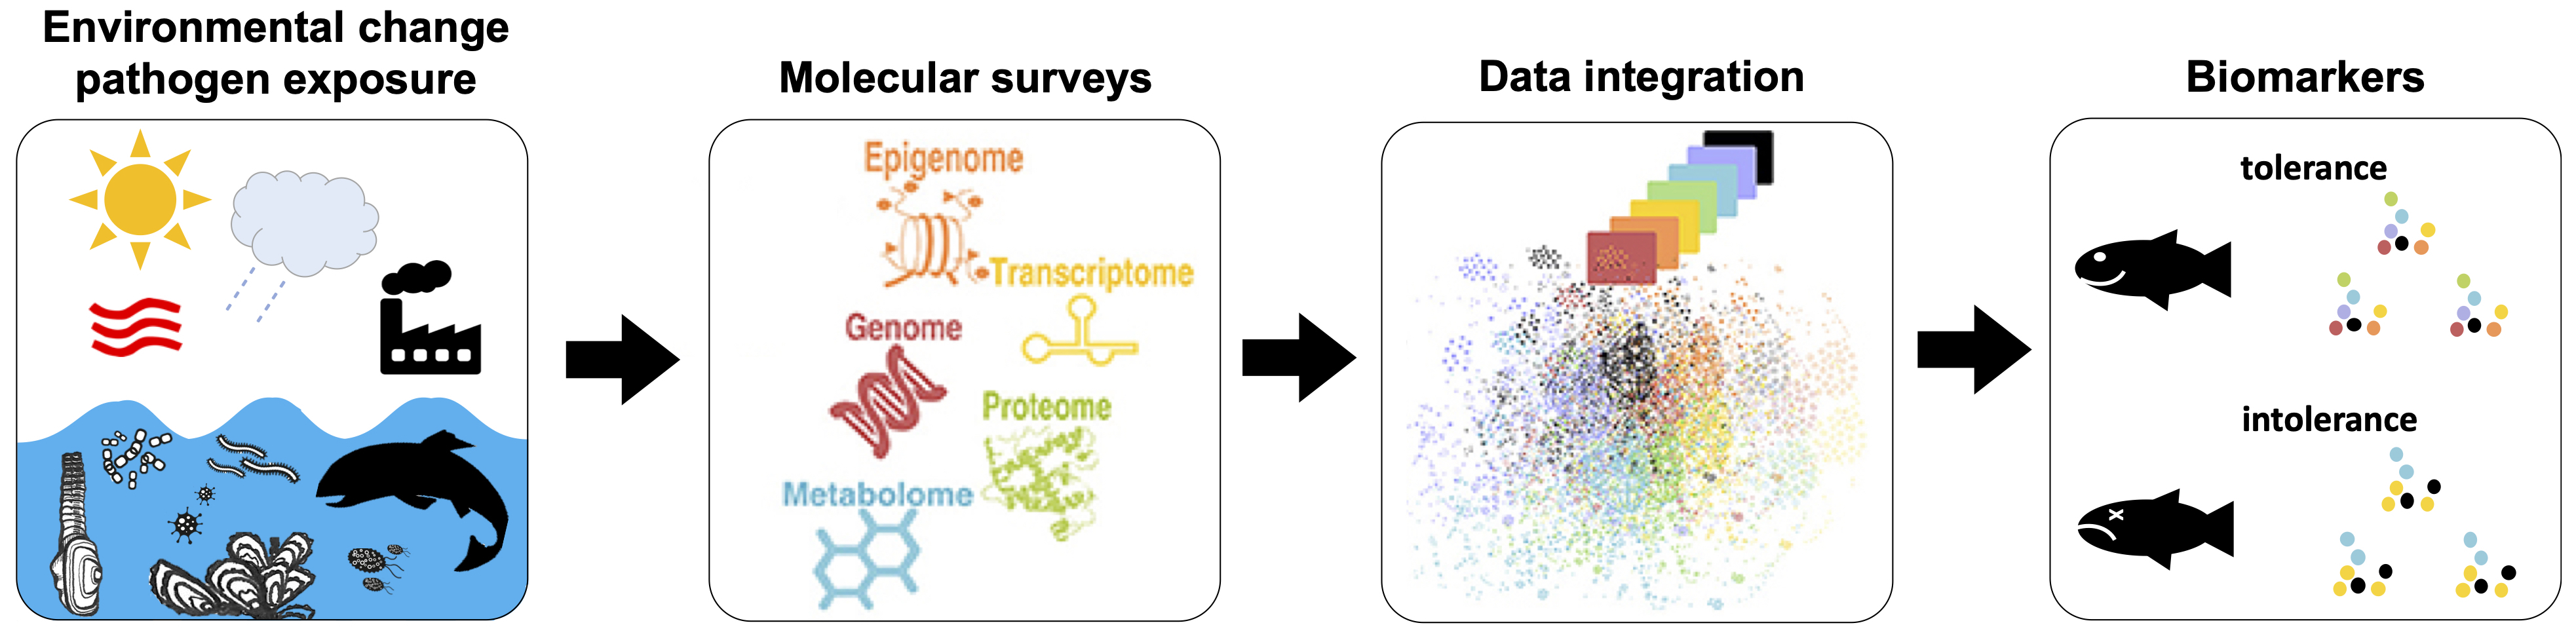 Environmental change
pathogen exposure
Molecular surveys
Data integration
Biomarkers
Epigenome
Transcriptome
Genome
Proteome
Metabolome
tolerance
intolerance